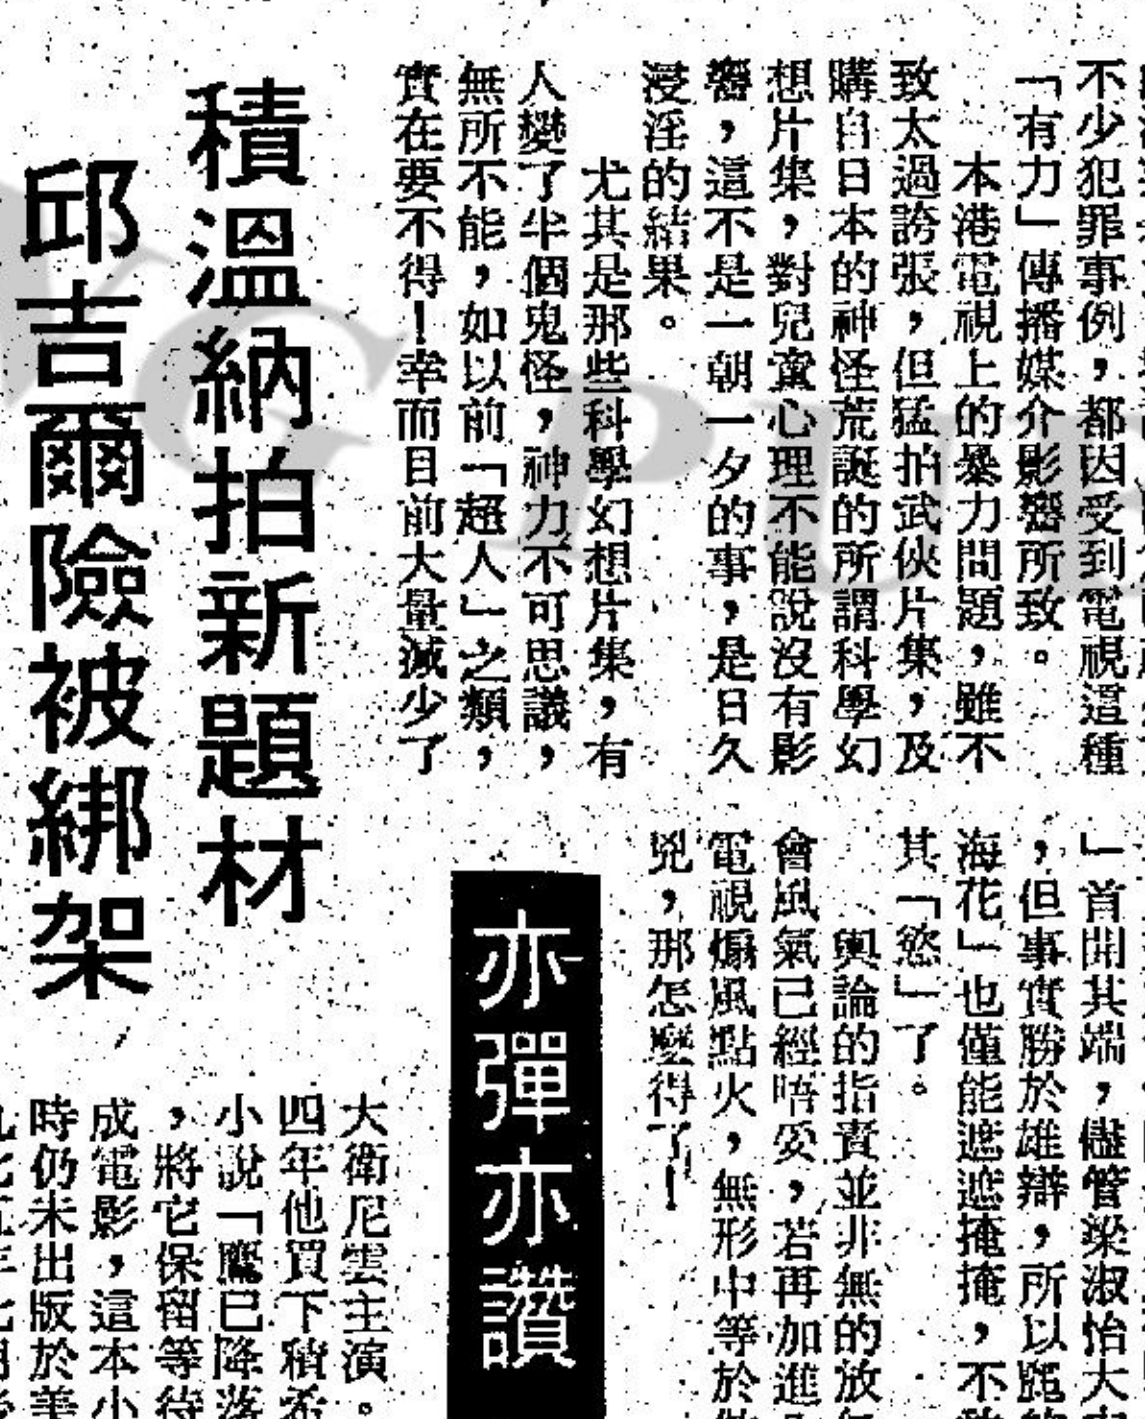 不少犯罪事例，都因受到電視這種
「有力」傳播媒介影響所致。
本港電視上的暴力問題，雖不
致太過誇張，但猛拍武俠片集，及
購自日本的神怪荒誕的所謂科學幻
想片集，對兒童心理不能說沒有影
響，這不是一朝一夕的事，是日久
浸淫的結果。
尤其是那些科學幻想片集，有
人變了半個鬼怪，神力不可思議，
無所不能，如以前「超人」之類，
實在要不得！幸而目前大量減少了
」首開其端，儘管梁淑怡大
，但事實勝於雄辯，所以
海花」也僅能遮遮掩掩，不
其「慾」了。
輿論的指責並非無的放
會風氣已經唔妥，若再加進
電視煽風點火，無形中等於
兇，那怎麼得了！
亦彈亦讚
積溫納拍新題材
邱吉爾險被綁架
大衛尼雲主演。
四年他買下積希
小說「鷹已降落
，將它保留等待
成電影，這本小
時仍未出版於美